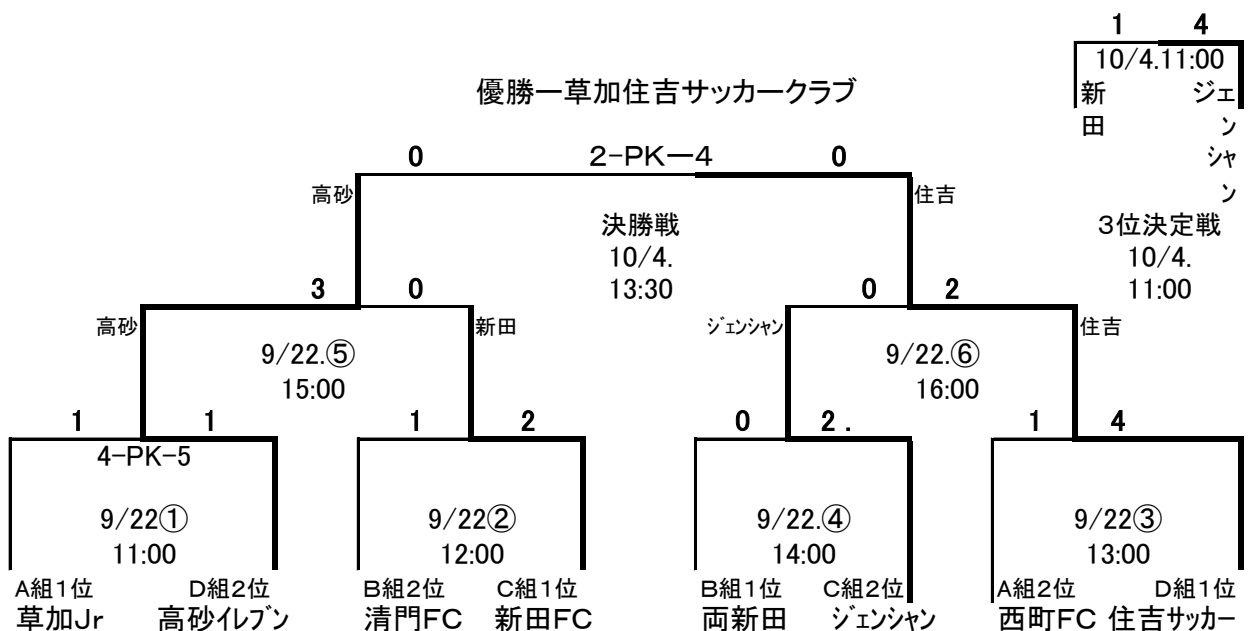 1 4
10/4.11:00
新田 ジェンシャン
優勝ー草加住吉サッカークラブ
0 2-PK－4 0
高砂 住吉
決勝戦 3位決定戦
10/4. 10/4.
13:30 11:00
3 0 0 2
高砂 新田 ジェンシャン 住吉
9/22.⑤ 9/22.⑥
15:00 16:00
1 1 1 2 0 2. 1 4
4-PK-5
9/22① 9/22② 9/22.④ 9/22③
11:00 12:00 14:00 13:00
A組1位 D組2位 B組2位 C組1位 B組1位 C組2位 A組2位 D組1位
草加Jr 高砂イレブン 清門FC 新田FC 両新田 ジェンシャン 西町FC 住吉サッカー